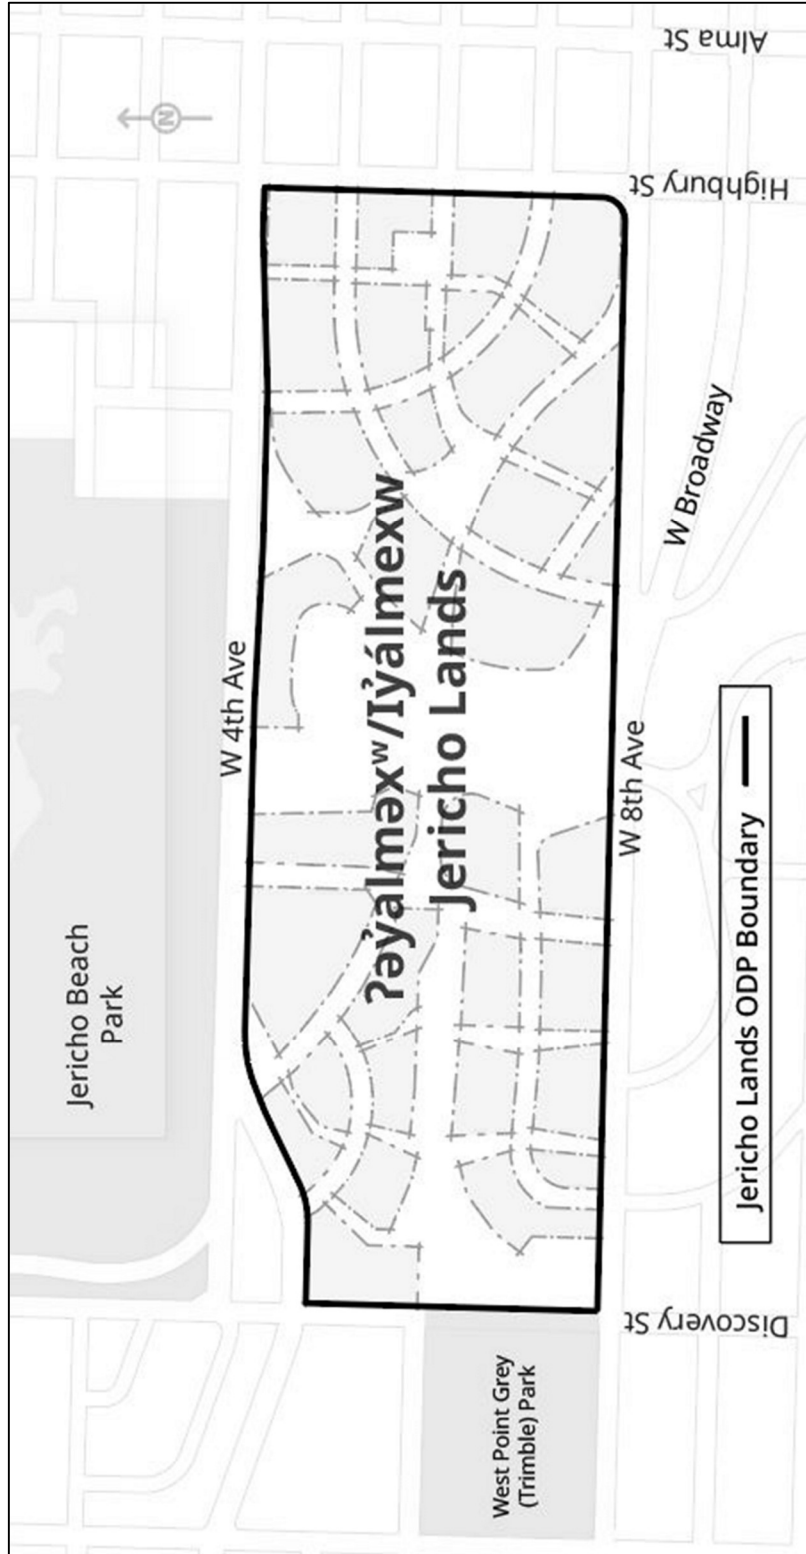 Jericho Beach
Park
N
W 4th Ave
ʔəy̓alməxʷ/Iy̓álmexw
Jericho Lands
West Point Grey
(Trimble) Park
W 8th Ave
W Broadway
Discovery St
Highbury St
Alma St
Jericho Lands ODP Boundary